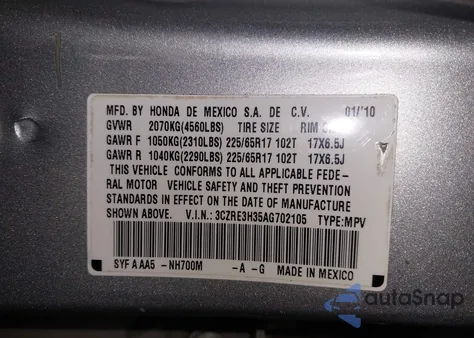 MFD. BY HONDA DE MEXICO S.A. DE C.V. 01/'10
GVWR 2070KG(4560LBS) TIRE SIZE RIM
GAWR F 1050KG(2310LBS) 225/65R17 102T 17X6.5J
GAWR R 1040KG(2290LBS) 225/65R17 102T 17X6.5J
THIS VEHICLE CONFORMS TO ALL APPLICABLE FEDE-
RAL MOTOR VEHICLE SAFETY AND THEFT PREVENTION
STANDARDS IN EFFECT ON THE DATE OF MANUFACTURE
SHOWN ABOVE. V.I.N.: 3CZRE3H35AG702105 TYPE:MPV
SYF A AA5 -NH700M -A -G MADE IN MEXICO
autoSnap